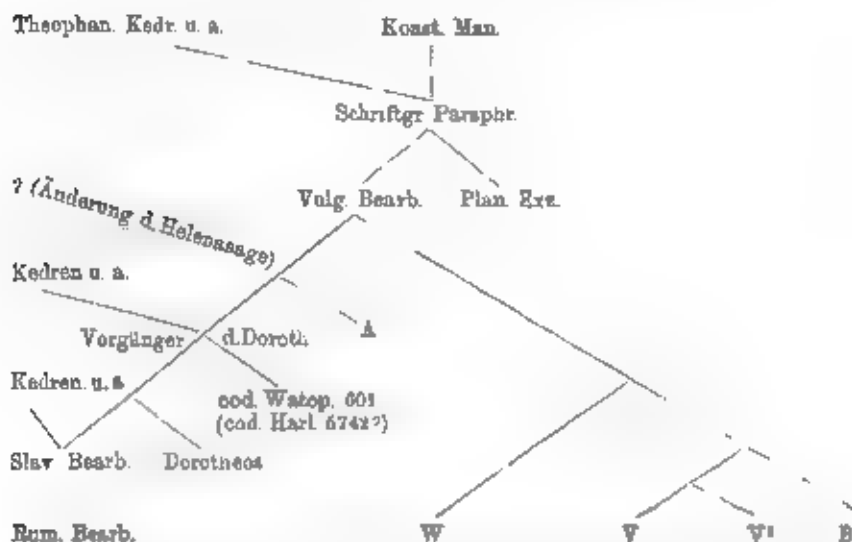 Theophan. Kedr. u. a. Konst. Man.
Schriftgr Paraphr.
? (Änderung d. Helenasage)
Vulg. Bearb. Plan. Exz.
Kedren u. a.
Vorgänger d. Doroth
A
Kedren. u. a
cod. Watop. 601
(cod. Harl. 5742?)
Slav Bearb. Dorotheos
Rum. Bearb. W V V¹ B